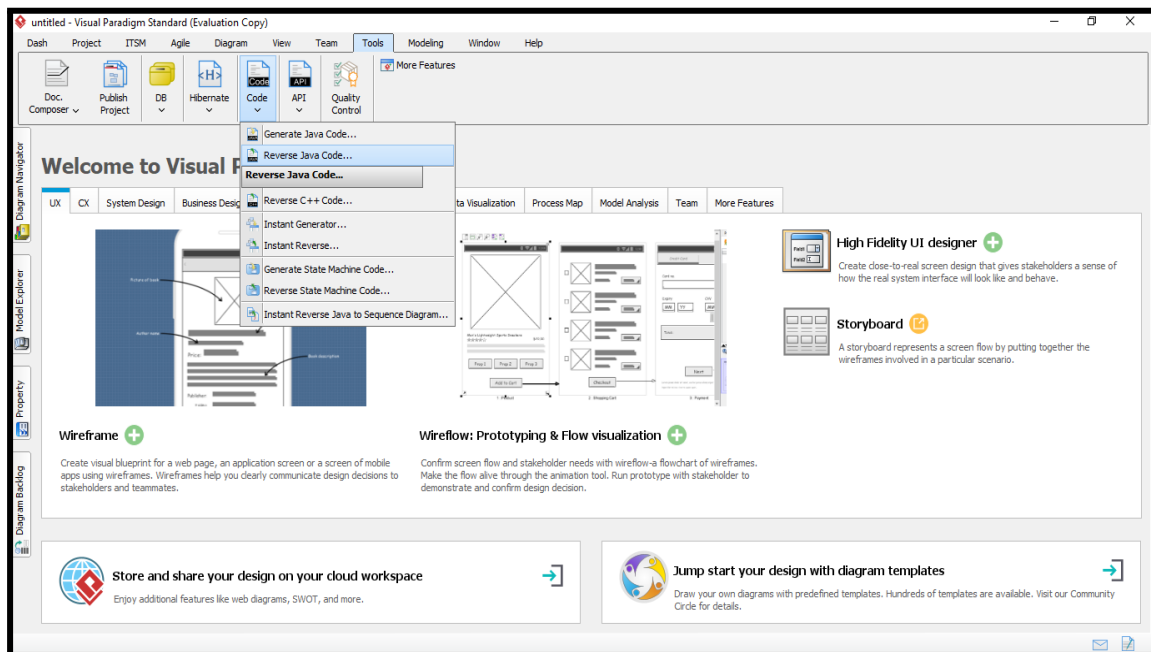 untitled - Visual Paradigm Standard (Evaluation Copy)
Dash Project ITSM Agile Diagram View Team Tools Modeling Window Help
Doc. Composer
Publish Project
DB
Hibernate
Code
API
Quality Control
More Features
Generate Java Code...
Reverse Java Code...
Reverse Java Code...
Reverse C++ Code...
Instant Generator...
Instant Reverse...
Generate State Machine Code...
Reverse State Machine Code...
Instant Reverse Java to Sequence Diagram...
Diagram Navigator
Model Explorer
Property
Diagram Backlog
Welcome to Visual
UX CX System Design Business Desig ta Visualization Process Map Model Analysis Team More Features
Price:
Add to Cart
Checkout
High Fidelity UI designer
Create close-to-real screen design that gives stakeholders a sense of
how the real system interface will look like and behave.
Storyboard
A storyboard represents a screen flow by putting together the
wireframes involved in a particular scenario.
Wireframe
Create visual blueprint for a web page, an application screen or a screen of mobile
apps using wireframes. Wireframes help you clearly communicate design decisions to
stakeholders and teammates.
Wireflow: Prototyping & Flow visualization
Confirm screen flow and stakeholder needs with wireflow-a flowchart of wireframes.
Make the flow alive through the animation tool. Run prototype with stakeholder to
demonstrate and confirm design decision.
Store and share your design on your cloud workspace
Enjoy additional features like web diagrams, SWOT, and more.
Jump start your design with diagram templates
Draw your own diagrams with predefined templates. Hundreds of templates are available. Visit our Community
Circle for details.